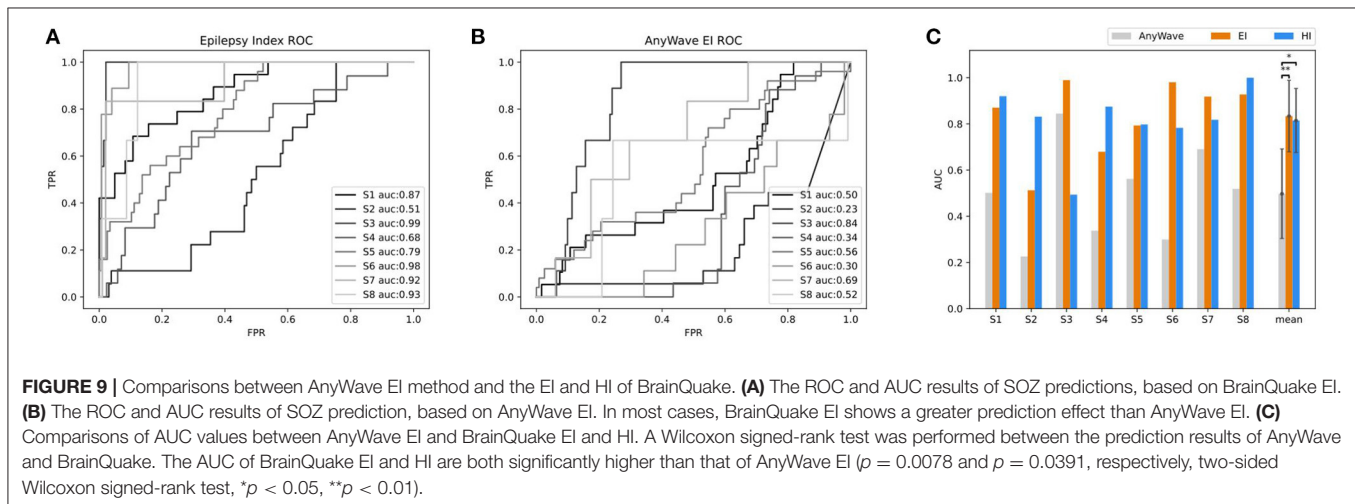 A
Epilepsy Index ROC
1.0
0.8
0.6
0.4
0.2
0.0
TPR
0.0
0.2
0.4
0.6
0.8
1.0
FPR
S1 auc:0.87
S2 auc:0.51
S3 auc:0.99
S4 auc:0.68
S5 auc:0.79
S6 auc:0.98
S7 auc:0.92
S8 auc:0.93
B
AnyWave EI ROC
1.0
0.8
0.6
0.4
0.2
0.0
TPR
0.0
0.2
0.4
0.6
0.8
1.0
FPR
S1 auc:0.50
S2 auc:0.23
S3 auc:0.84
S4 auc:0.34
S5 auc:0.56
S6 auc:0.30
S7 auc:0.69
S8 auc:0.52
C
AnyWave EI HI
1.0
0.8
0.6
0.4
0.2
0.0
AUC
*
**
S1 S2 S3 S4 S5 S6 S7 S8 mean
FIGURE 9 | Comparisons between AnyWave EI method and the EI and HI of BrainQuake. (A) The ROC and AUC results of SOZ predictions, based on BrainQuake EI.
(B) The ROC and AUC results of SOZ prediction, based on AnyWave EI. In most cases, BrainQuake EI shows a greater prediction effect than AnyWave EI. (C)
Comparisons of AUC values between AnyWave EI and BrainQuake EI and HI. A Wilcoxon signed-rank test was performed between the prediction results of AnyWave
and BrainQuake. The AUC of BrainQuake EI and HI are both significantly higher than that of AnyWave EI (p = 0.0078 and p = 0.0391, respectively, two-sided
Wilcoxon signed-rank test, *p < 0.05, **p < 0.01).